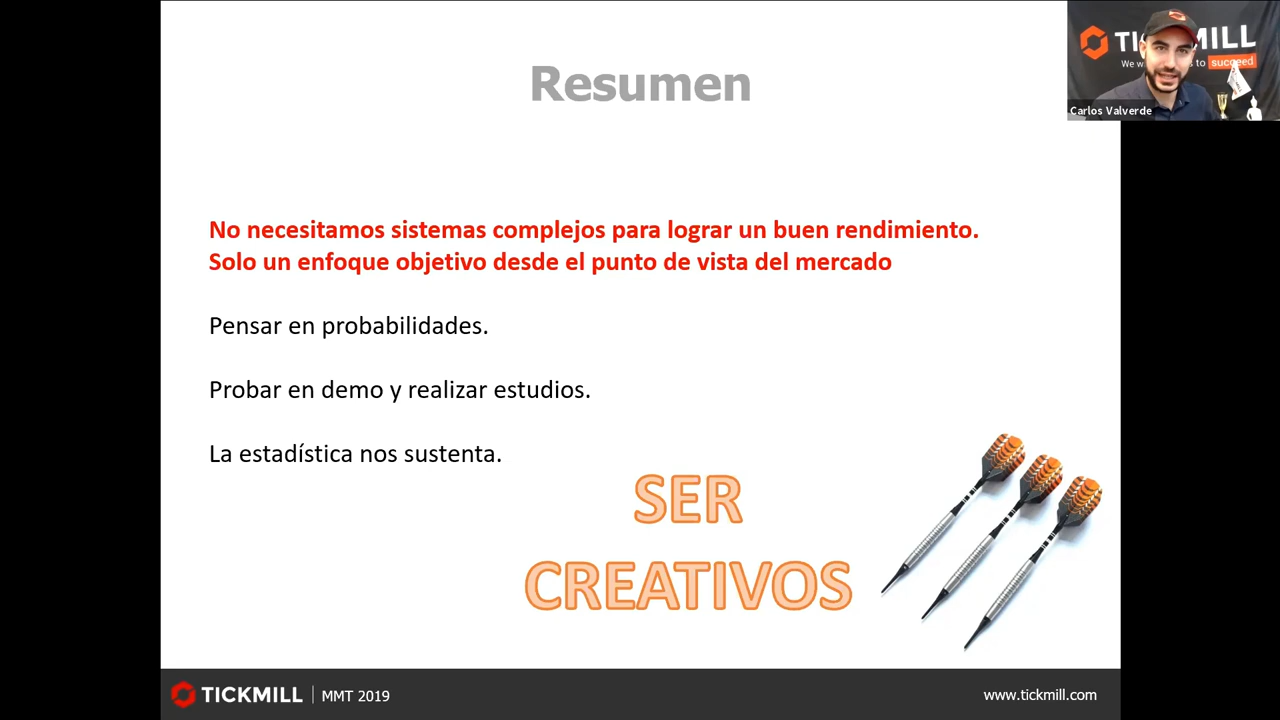 Resumen
TICKMILL
succeed
Carlos Valverde
No necesitamos sistemas complejos para lograr un buen rendimiento.
Solo un enfoque objetivo desde el punto de vista del mercado
Pensar en probabilidades.
Probar en demo y realizar estudios.
La estadística nos sustenta.
SER
CREATIVOS
TICKMILL MMT 2019
www.tickmill.com